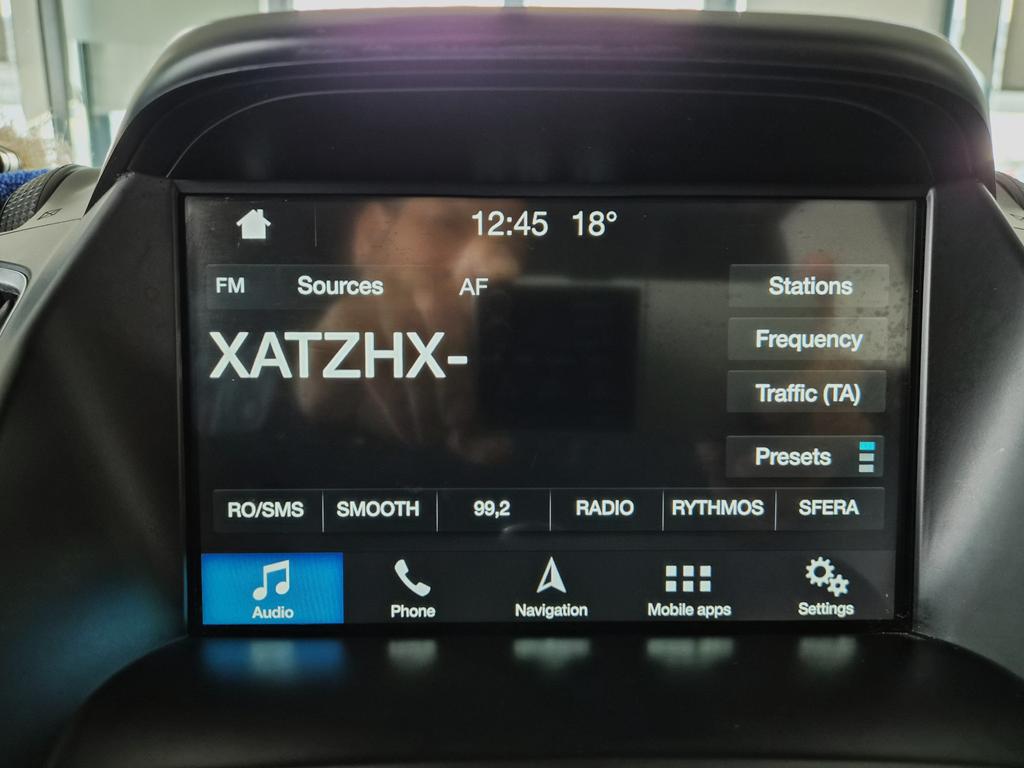 12:45 18°
FM Sources AF Stations
XATZHX-
Frequency
Traffic (TA)
Presets
RO/SMS SMOOTH 99,2 RADIO RYTHMOS SFERA
Audio Phone Navigation Mobile apps Settings